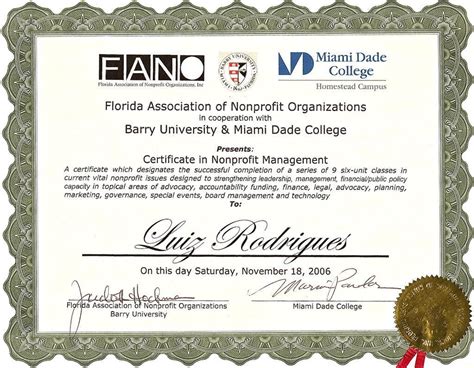 FANO
Florida Association of Nonprofit Organizations, Inc
BARRY UNIVERSITY
MD Miami Dade
College
Homestead Campus
Florida Association of Nonprofit Organizations
in cooperation with
Barry University & Miami Dade College
Presents:
Certificate in Nonprofit Management
A certificate which designates the successful completion of a series of 9 six-unit classes in
current vital nonprofit issues designed to strengthening leadership, management, financial/public policy
capacity in topical areas of advocacy, accountability funding, finance, legal, advocacy, planning,
marketing, governance, special events, board management and technology
To:
Luiz Rodrigues
On this day Saturday, November 18, 2006
Florida Association of Nonprofit Organizations
Barry University
Miami Dade College